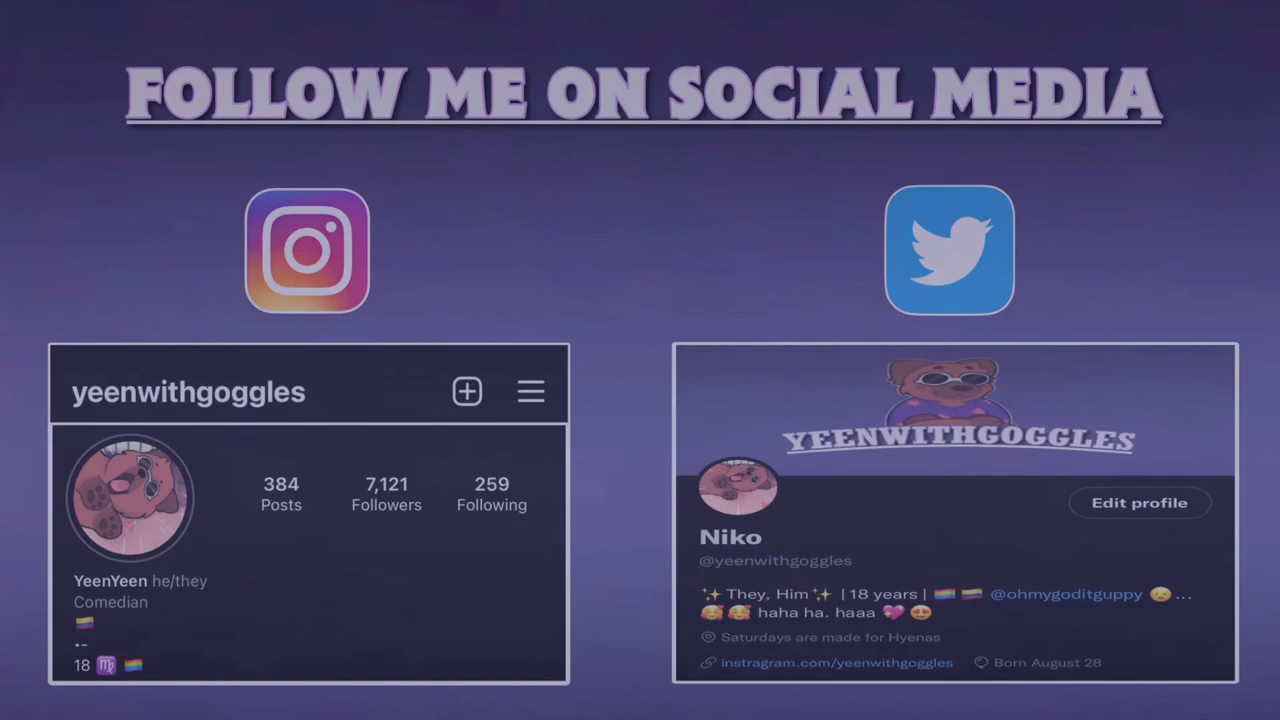 FOLLOW ME ON SOCIAL MEDIA
yeenwithgoggles
384 7,121 259
Posts Followers Following
YeenYeen he/they
Comedian
🇨🇴
•~
18 ♍ 🏳️‍🌈
YEENWITHGOGGLES
Edit profile
Niko
@yeenwithgoggles
✨ They, Him ✨ | 18 years | 🏳️‍🌈 🇨🇴 @ohmygoditguppy 😦...
🥰 🥰 haha ha. haaa 💖 😍
Saturdays are made for Hyenas
instragram.com/yeenwithgoggles Born August 28